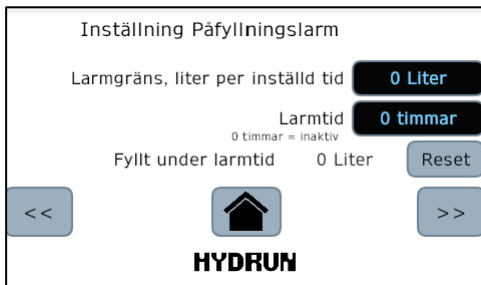 Inställning Påfyllningslarm
Larmgräns, liter per inställd tid 0 Liter
Larmtid 0 timmar
0 timmar = inaktiv
Fyllt under larmtid 0 Liter Reset
<< >>
HYDRUN